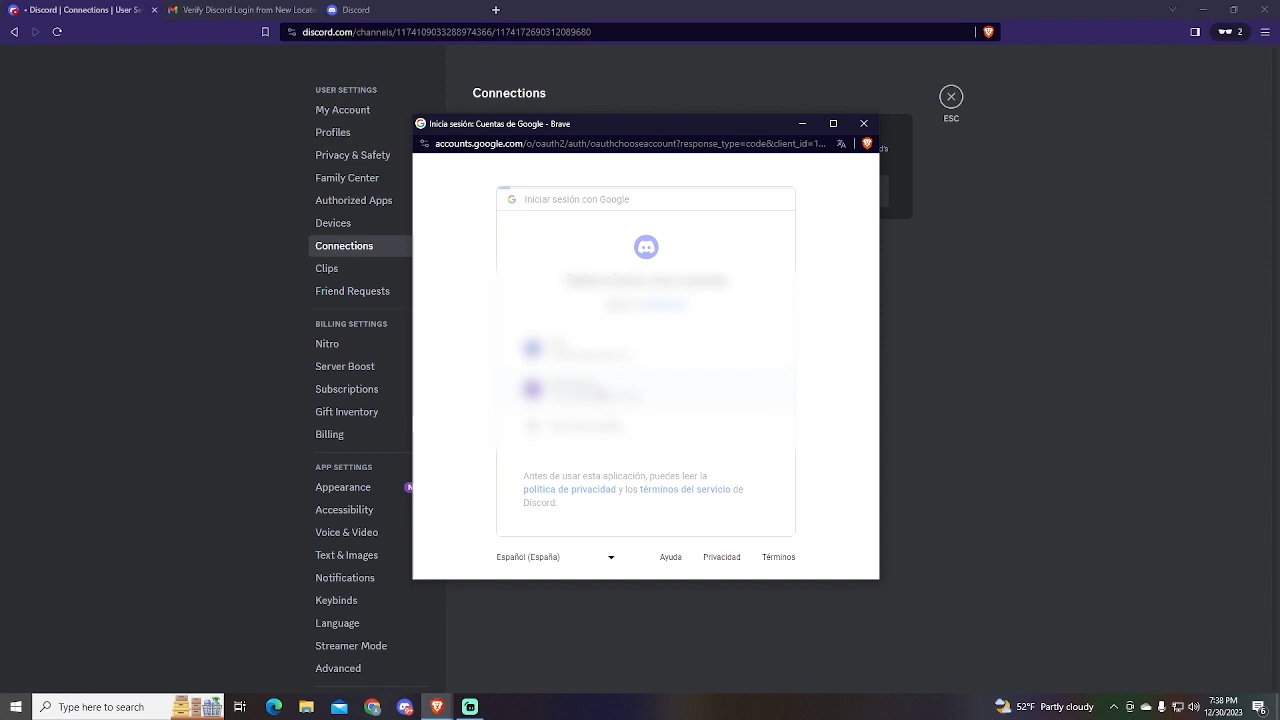 • Discord | Connections | User Se
Verify Discord Login from New Locati
Discord
discord.com/channels/1174109033288974366/1174172690312089680
2
USER SETTINGS
My Account
Profiles
Privacy & Safety
Family Center
Authorized Apps
Devices
Connections
Clips
Friend Requests
BILLING SETTINGS
Nitro
Server Boost
Subscriptions
Gift Inventory
Billing
APP SETTINGS
Appearance
Accessibility
Voice & Video
Text & Images
Notifications
Keybinds
Language
Streamer Mode
Advanced
Connections
ESC
Inicia sesión: Cuentas de Google - Brave
accounts.google.com/o/oauth2/auth/oauthchooseaccount?response_type=code&client_id=1...
Iniciar sesión con Google
Antes de usar esta aplicación, puedes leer la
política de privacidad y los términos del servicio de
Discord.
Español (España)
Ayuda
Privacidad
Términos
Type here to search
52°F Partly cloudy
7:38 PM
12/30/2023